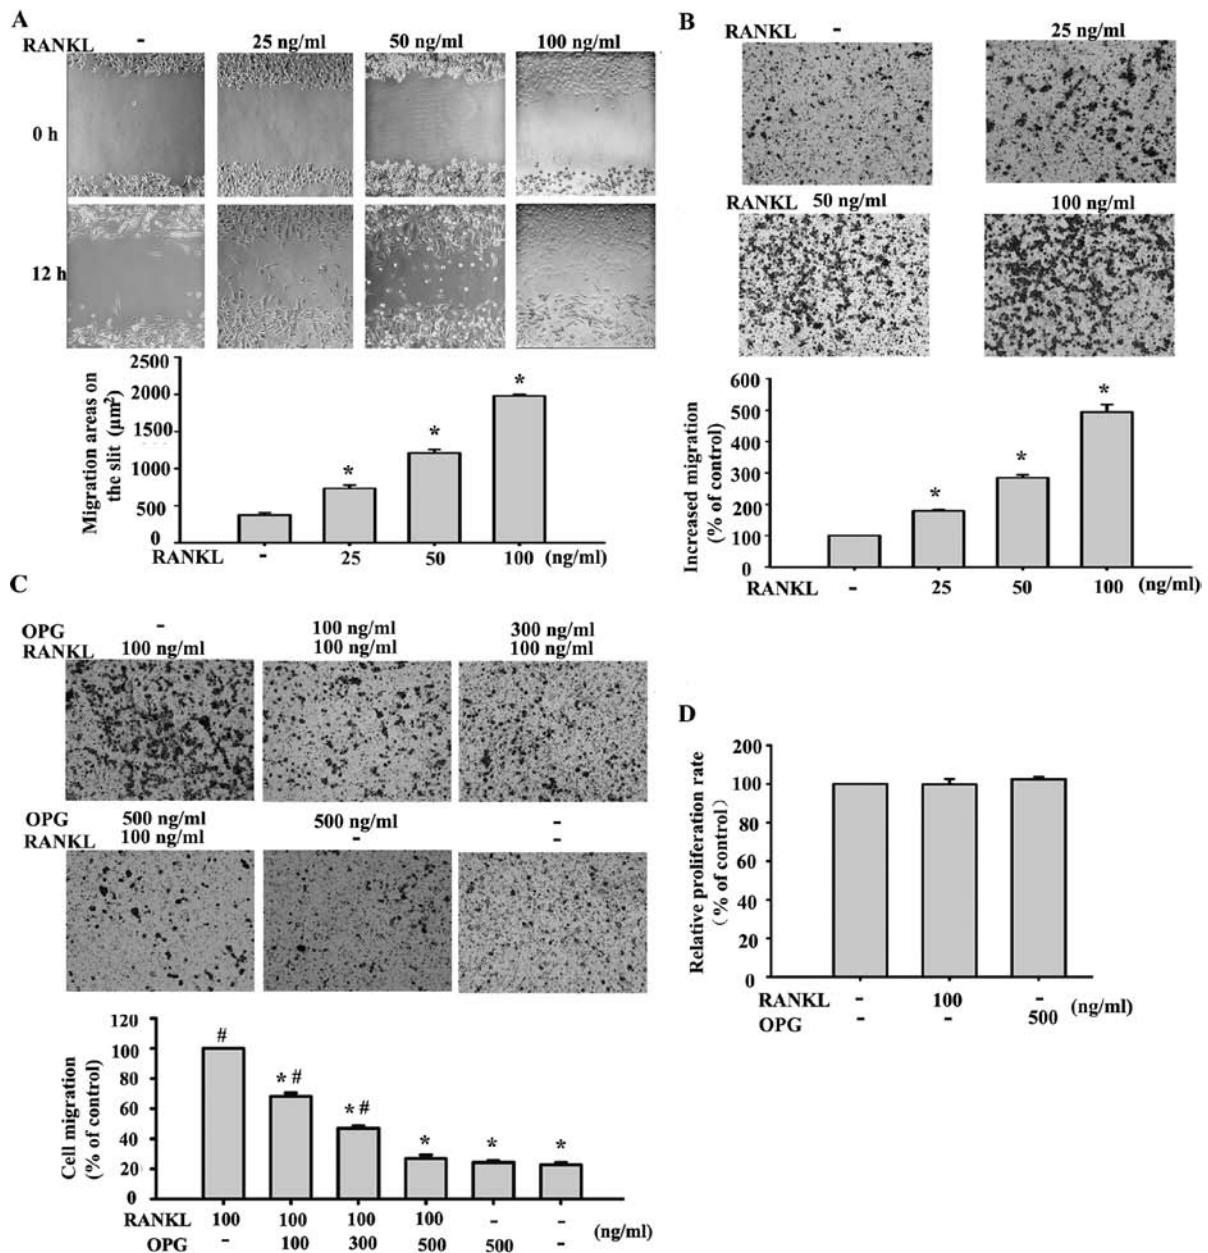 A
RANKL - 25 ng/ml 50 ng/ml 100 ng/ml
0 h
12 h
Migration areas on
the slit (µm²)
2500
2000
1500
1000
500
0
*
*
*
RANKL - 25 50 100 (ng/ml)
B
RANKL - 25 ng/ml
RANKL 50 ng/ml 100 ng/ml
Increased migration
(% of control)
600
500
400
300
200
100
0
*
*
*
RANKL - 25 50 100 (ng/ml)
C
OPG - 100 ng/ml 300 ng/ml
RANKL 100 ng/ml 100 ng/ml 100 ng/ml
OPG 500 ng/ml 500 ng/ml -
RANKL 100 ng/ml - -
Cell migration
(% of control)
120
100
80
60
40
20
0
#
* #
* #
*
*
*
RANKL 100 100 100 100 - - (ng/ml)
OPG - 100 300 500 500 -
D
Relative proliferation rate
(% of control)
200
100
80
60
40
20
0
RANKL - 100 - (ng/ml)
OPG - - 500